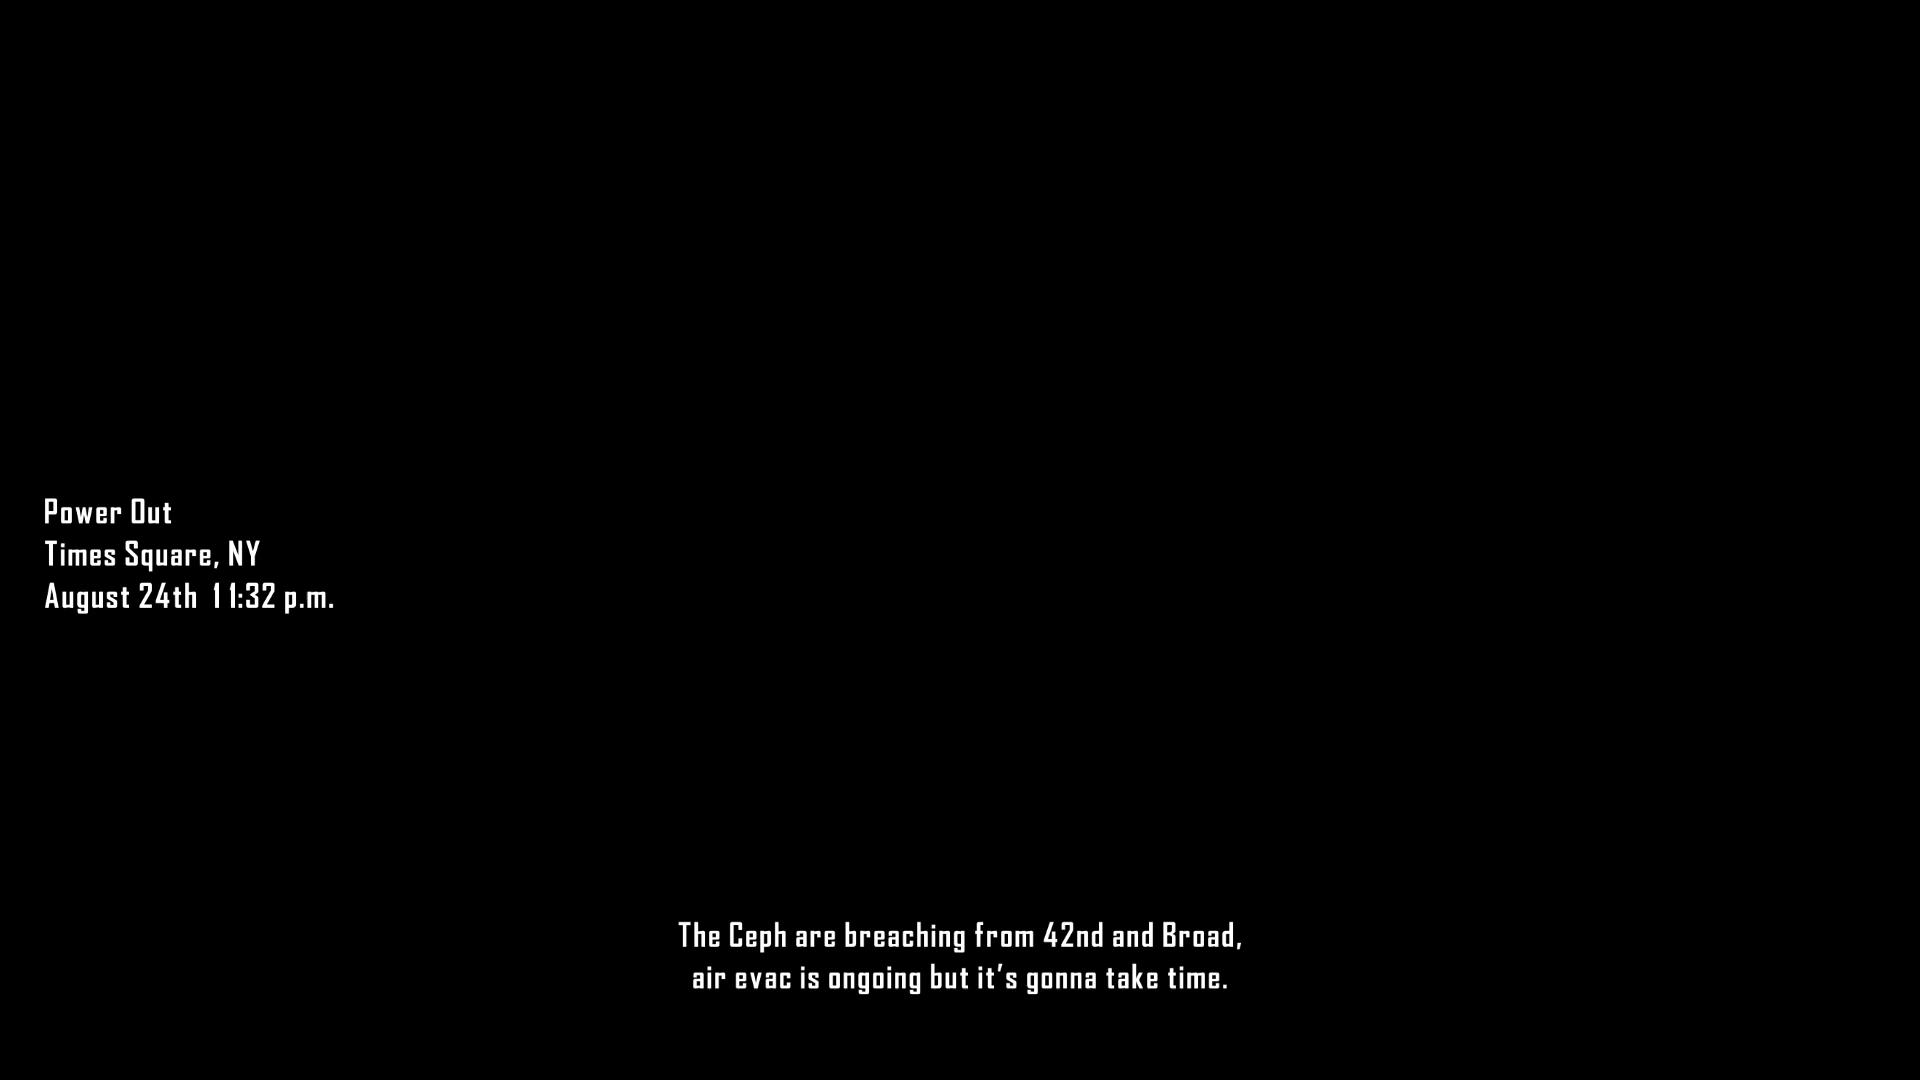 Power Out
Times Square, NY
August 24th 11:32 p.m.
The Ceph are breaching from 42nd and Broad,
air evac is ongoing but it's gonna take time.